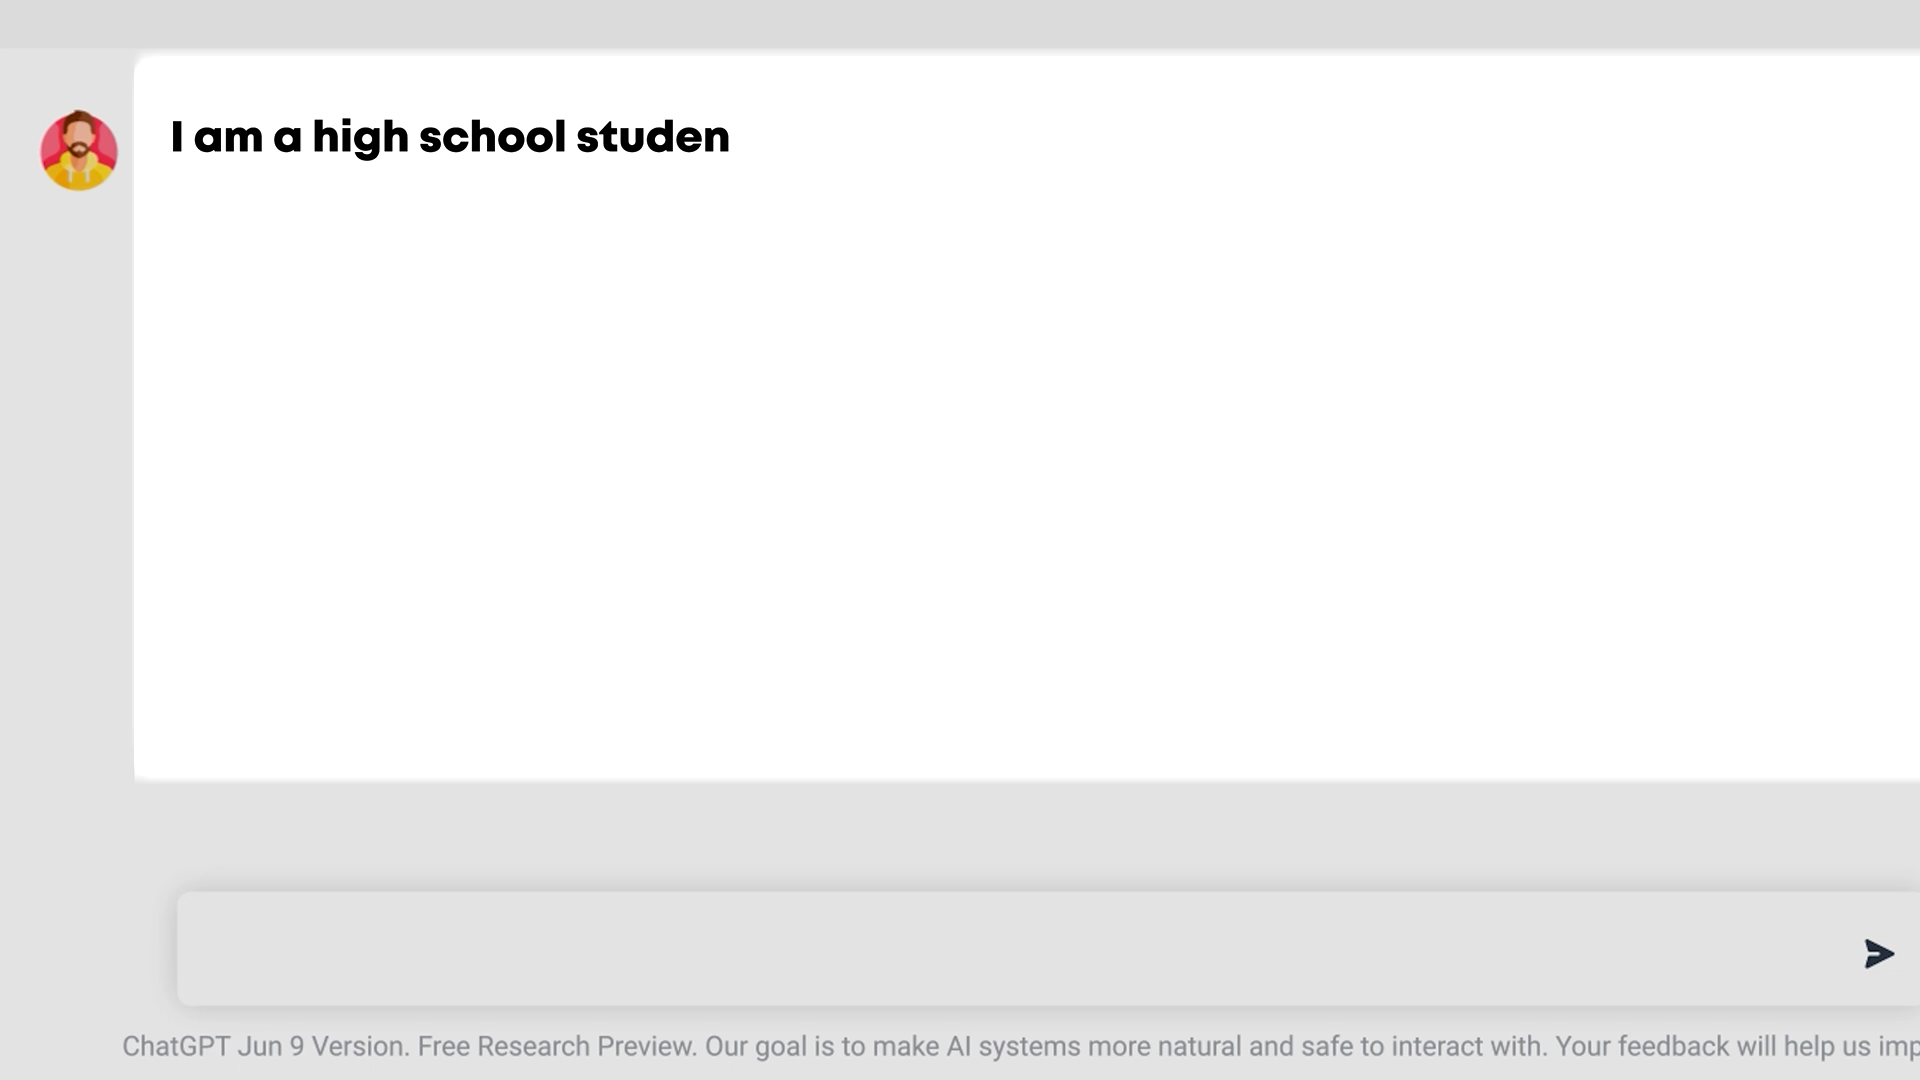 I am a high school studen
ChatGPT Jun 9 Version. Free Research Preview. Our goal is to make AI systems more natural and safe to interact with. Your feedback will help us imp